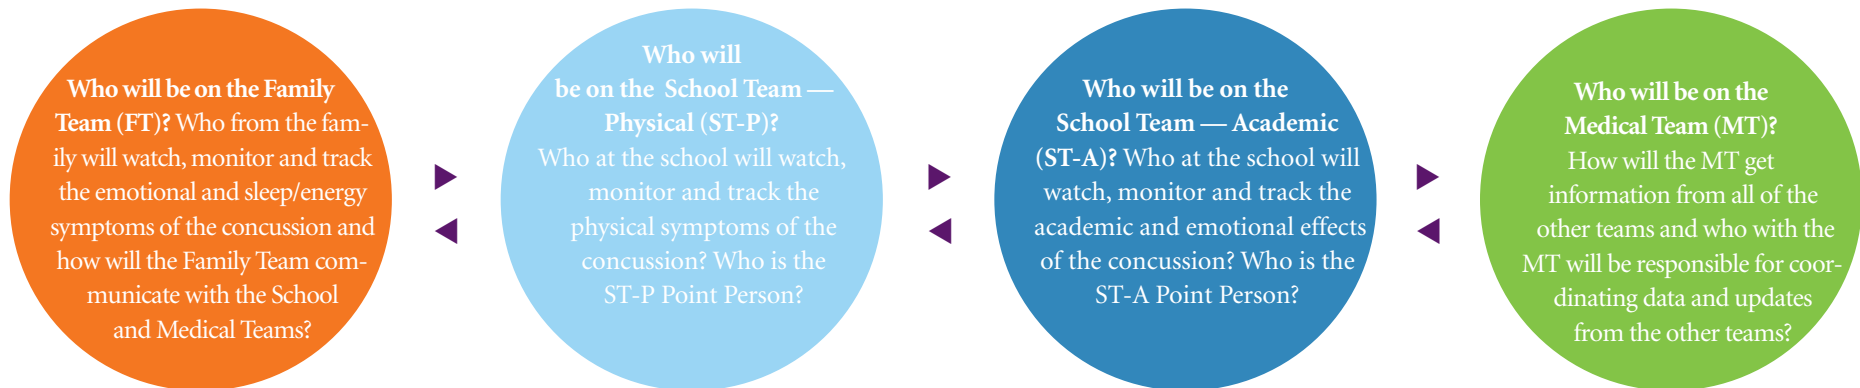 Who will be on the Family
Team (FT)? Who from the fam-
ily will watch, monitor and track
the emotional and sleep/energy
symptoms of the concussion and
how will the Family Team com-
municate with the School
and Medical Teams?
Who will
be on the School Team —
Physical (ST-P)?
Who at the school will watch,
monitor and track the
physical symptoms of the
concussion? Who is the
ST-P Point Person?
Who will be on the
School Team — Academic
(ST-A)? Who at the school will
watch, monitor and track the
academic and emotional effects
of the concussion? Who is the
ST-A Point Person?
Who will be on the
Medical Team (MT)?
How will the MT get
information from all of the
other teams and who with the
MT will be responsible for coor-
dinating data and updates
from the other teams?